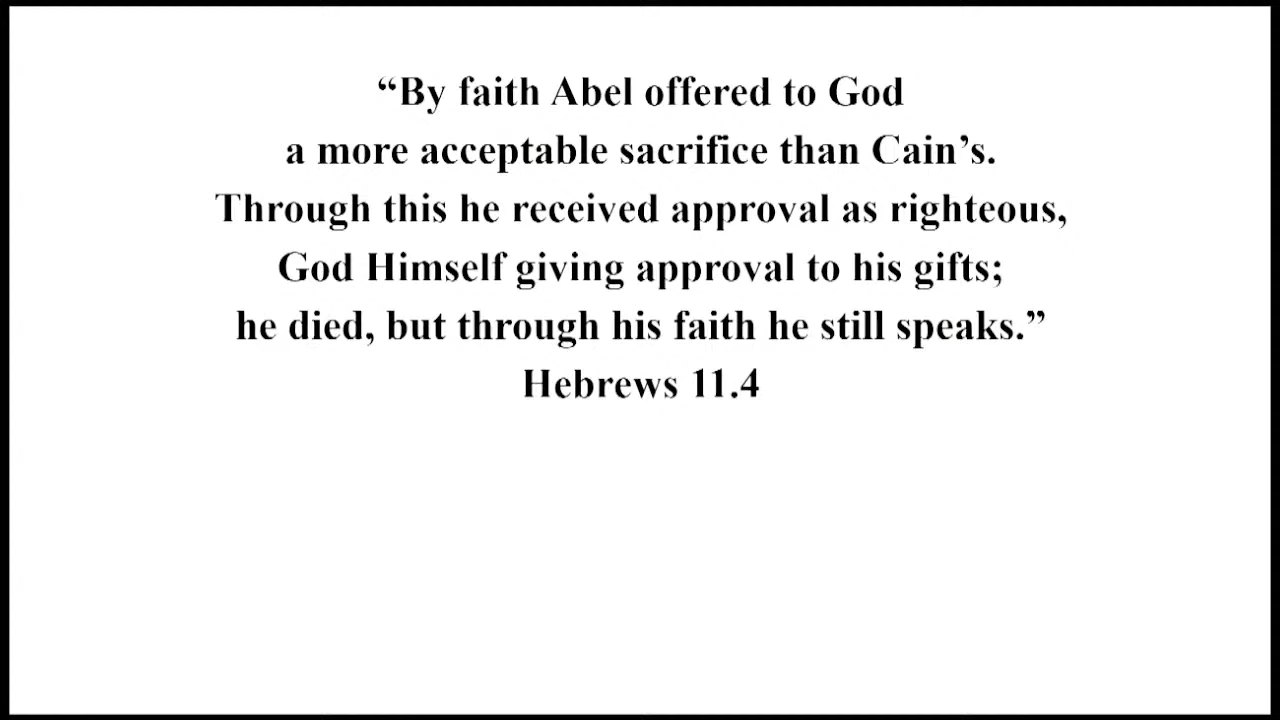 “By faith Abel offered to God
a more acceptable sacrifice than Cain’s.
Through this he received approval as righteous,
God Himself giving approval to his gifts;
he died, but through his faith he still speaks.”
Hebrews 11.4